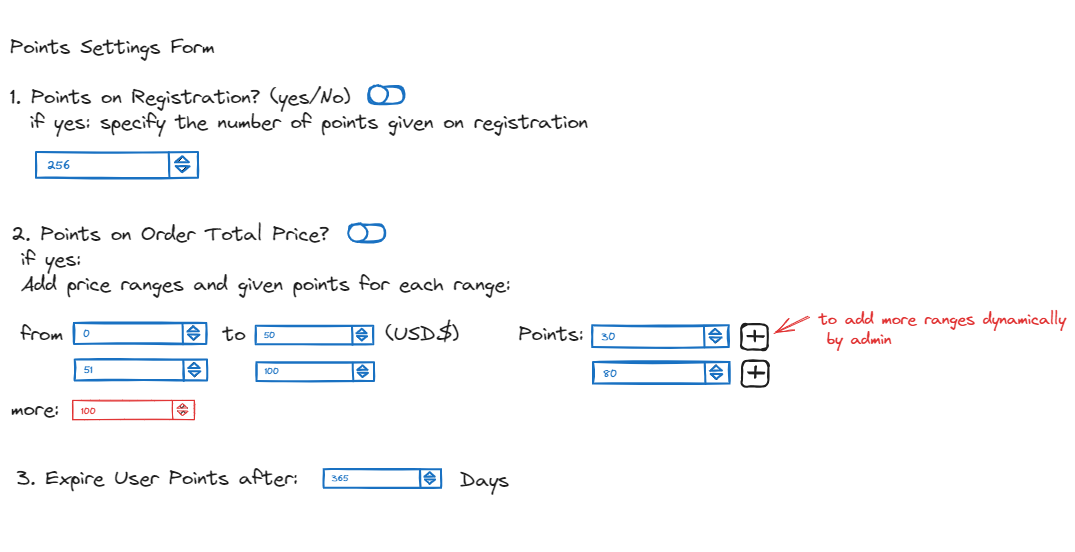 Points Settings Form
1. Points on Registration? (yes/No)
if yes: specify the number of points given on registration
256
2. Points on Order Total Price?
if yes:
Add price ranges and given points for each range:
from 0 to 50 (USD.$) Points: 30 + to add more ranges dynamically
by admin
51 100 80 +
more: 100
3. Expire User Points after: 365 Days